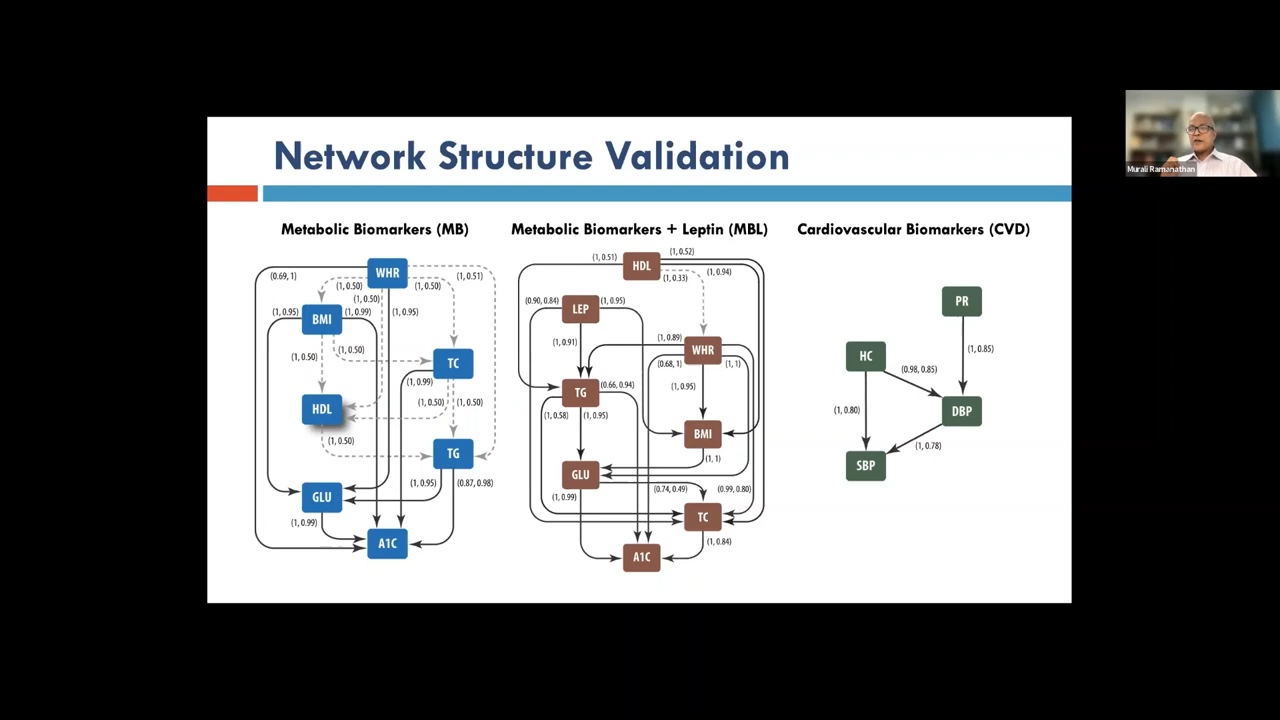 Network Structure Validation
Murali Ramanathan
Metabolic Biomarkers (MB)
WHR
(0.69, 1)
(1, 0.50)
(1, 0.50)
(1, 0.50)
(1, 0.51)
BMI
(1, 0.95)
(1, 0.99)
(1, 0.95)
(1, 0.50)
(1, 0.50)
TC
(1, 0.99)
HDL
(1, 0.50)
(1, 0.50)
(1, 0.50)
TG
(1, 0.95)
(0.87, 0.98)
GLU
(1, 0.99)
A1C
Metabolic Biomarkers + Leptin (MBL)
(1, 0.52)
(1, 0.51)
HDL
(1, 0.33)
(1, 0.94)
(0.90, 0.84)
LEP
(1, 0.95)
(1, 0.91)
(1, 0.89)
WHR
(0.68, 1)
(1, 1)
TG
(0.66, 0.94)
(1, 0.95)
(1, 0.58)
(1, 0.95)
BMI
(1, 1)
GLU
(1, 0.99)
(0.74, 0.49)
(0.99, 0.80)
TC
(1, 0.84)
A1C
Cardiovascular Biomarkers (CVD)
PR
(1, 0.85)
HC
(0.98, 0.85)
(1, 0.80)
DBP
(1, 0.78)
SBP